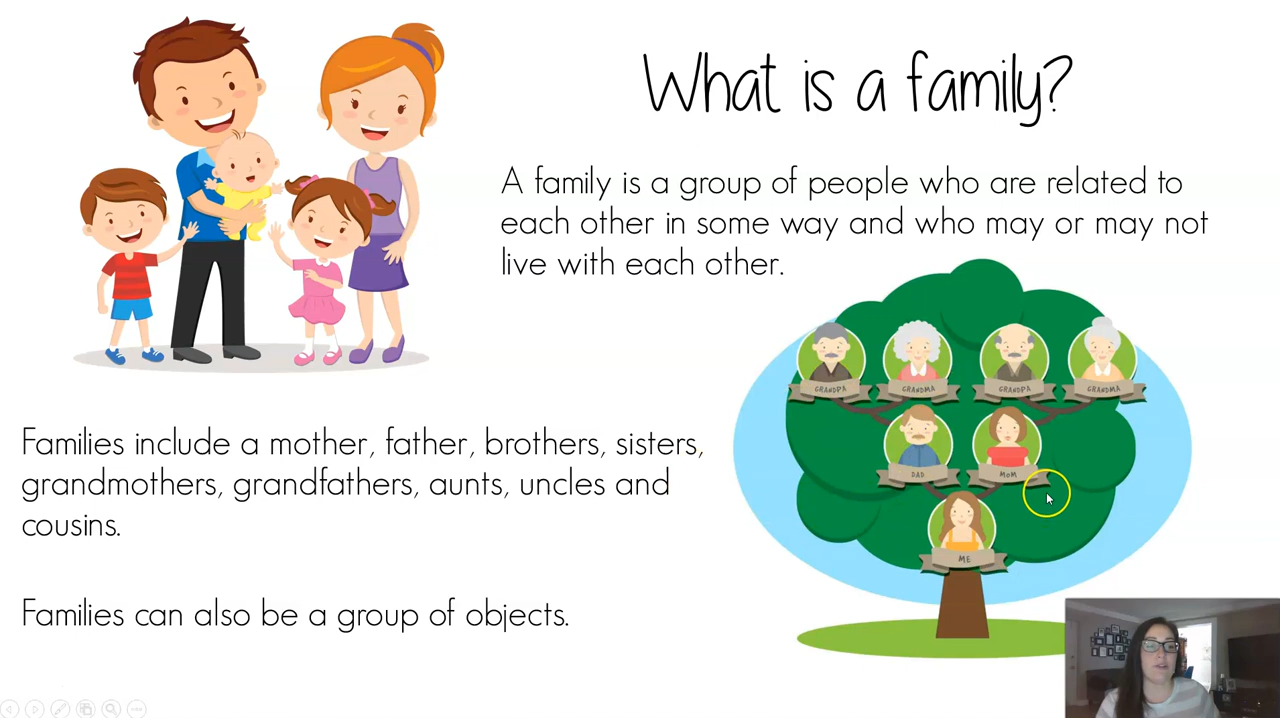 What is a family?
A family is a group of people who are related to
each other in some way and who may or may not
live with each other.
GRANDPA GRANDMA GRANDPA GRANDMA
DAD MOM
ME
Families include a mother, father, brothers, sisters,
grandmothers, grandfathers, aunts, uncles and
cousins.
Families can also be a group of objects.